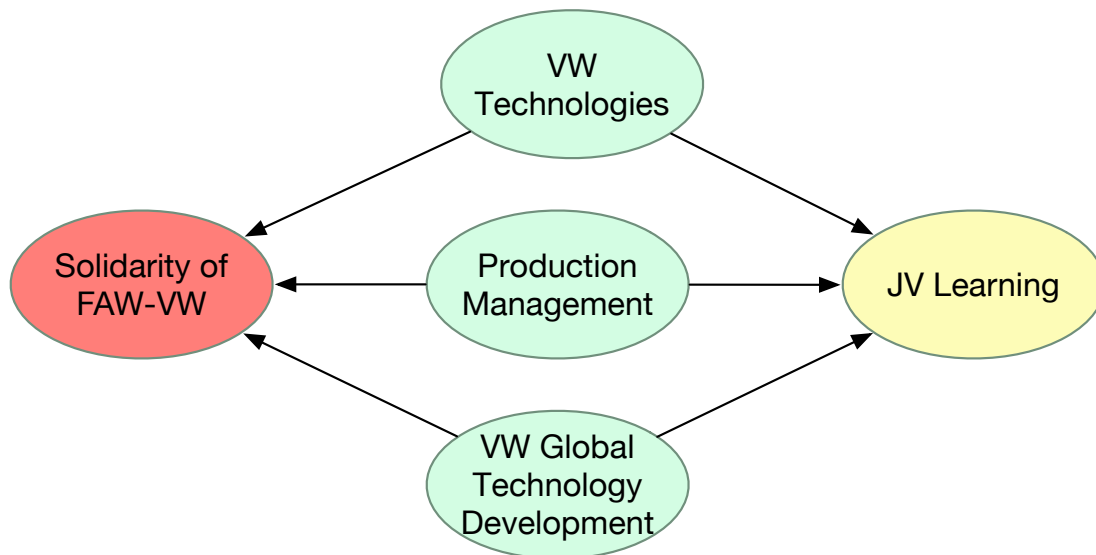 VW
Technologies
Solidarity of
FAW-VW
Production
Management
JV Learning
VW Global
Technology
Development